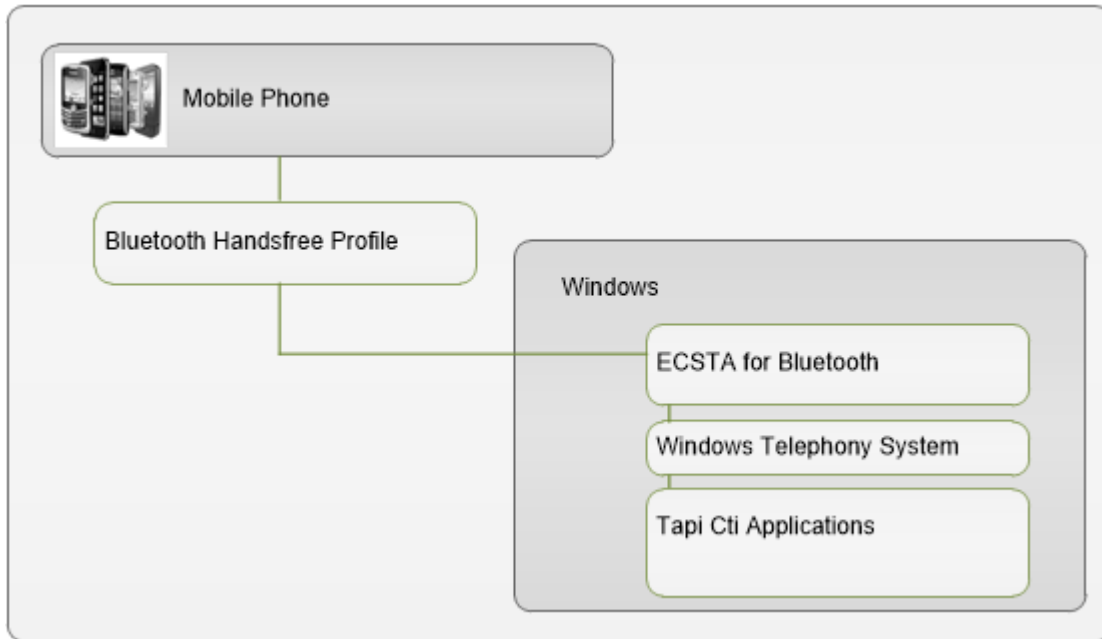 Mobile Phone
Bluetooth Handsfree Profile
Windows
ECSTA for Bluetooth
Windows Telephony System
Tapi Cti Applications